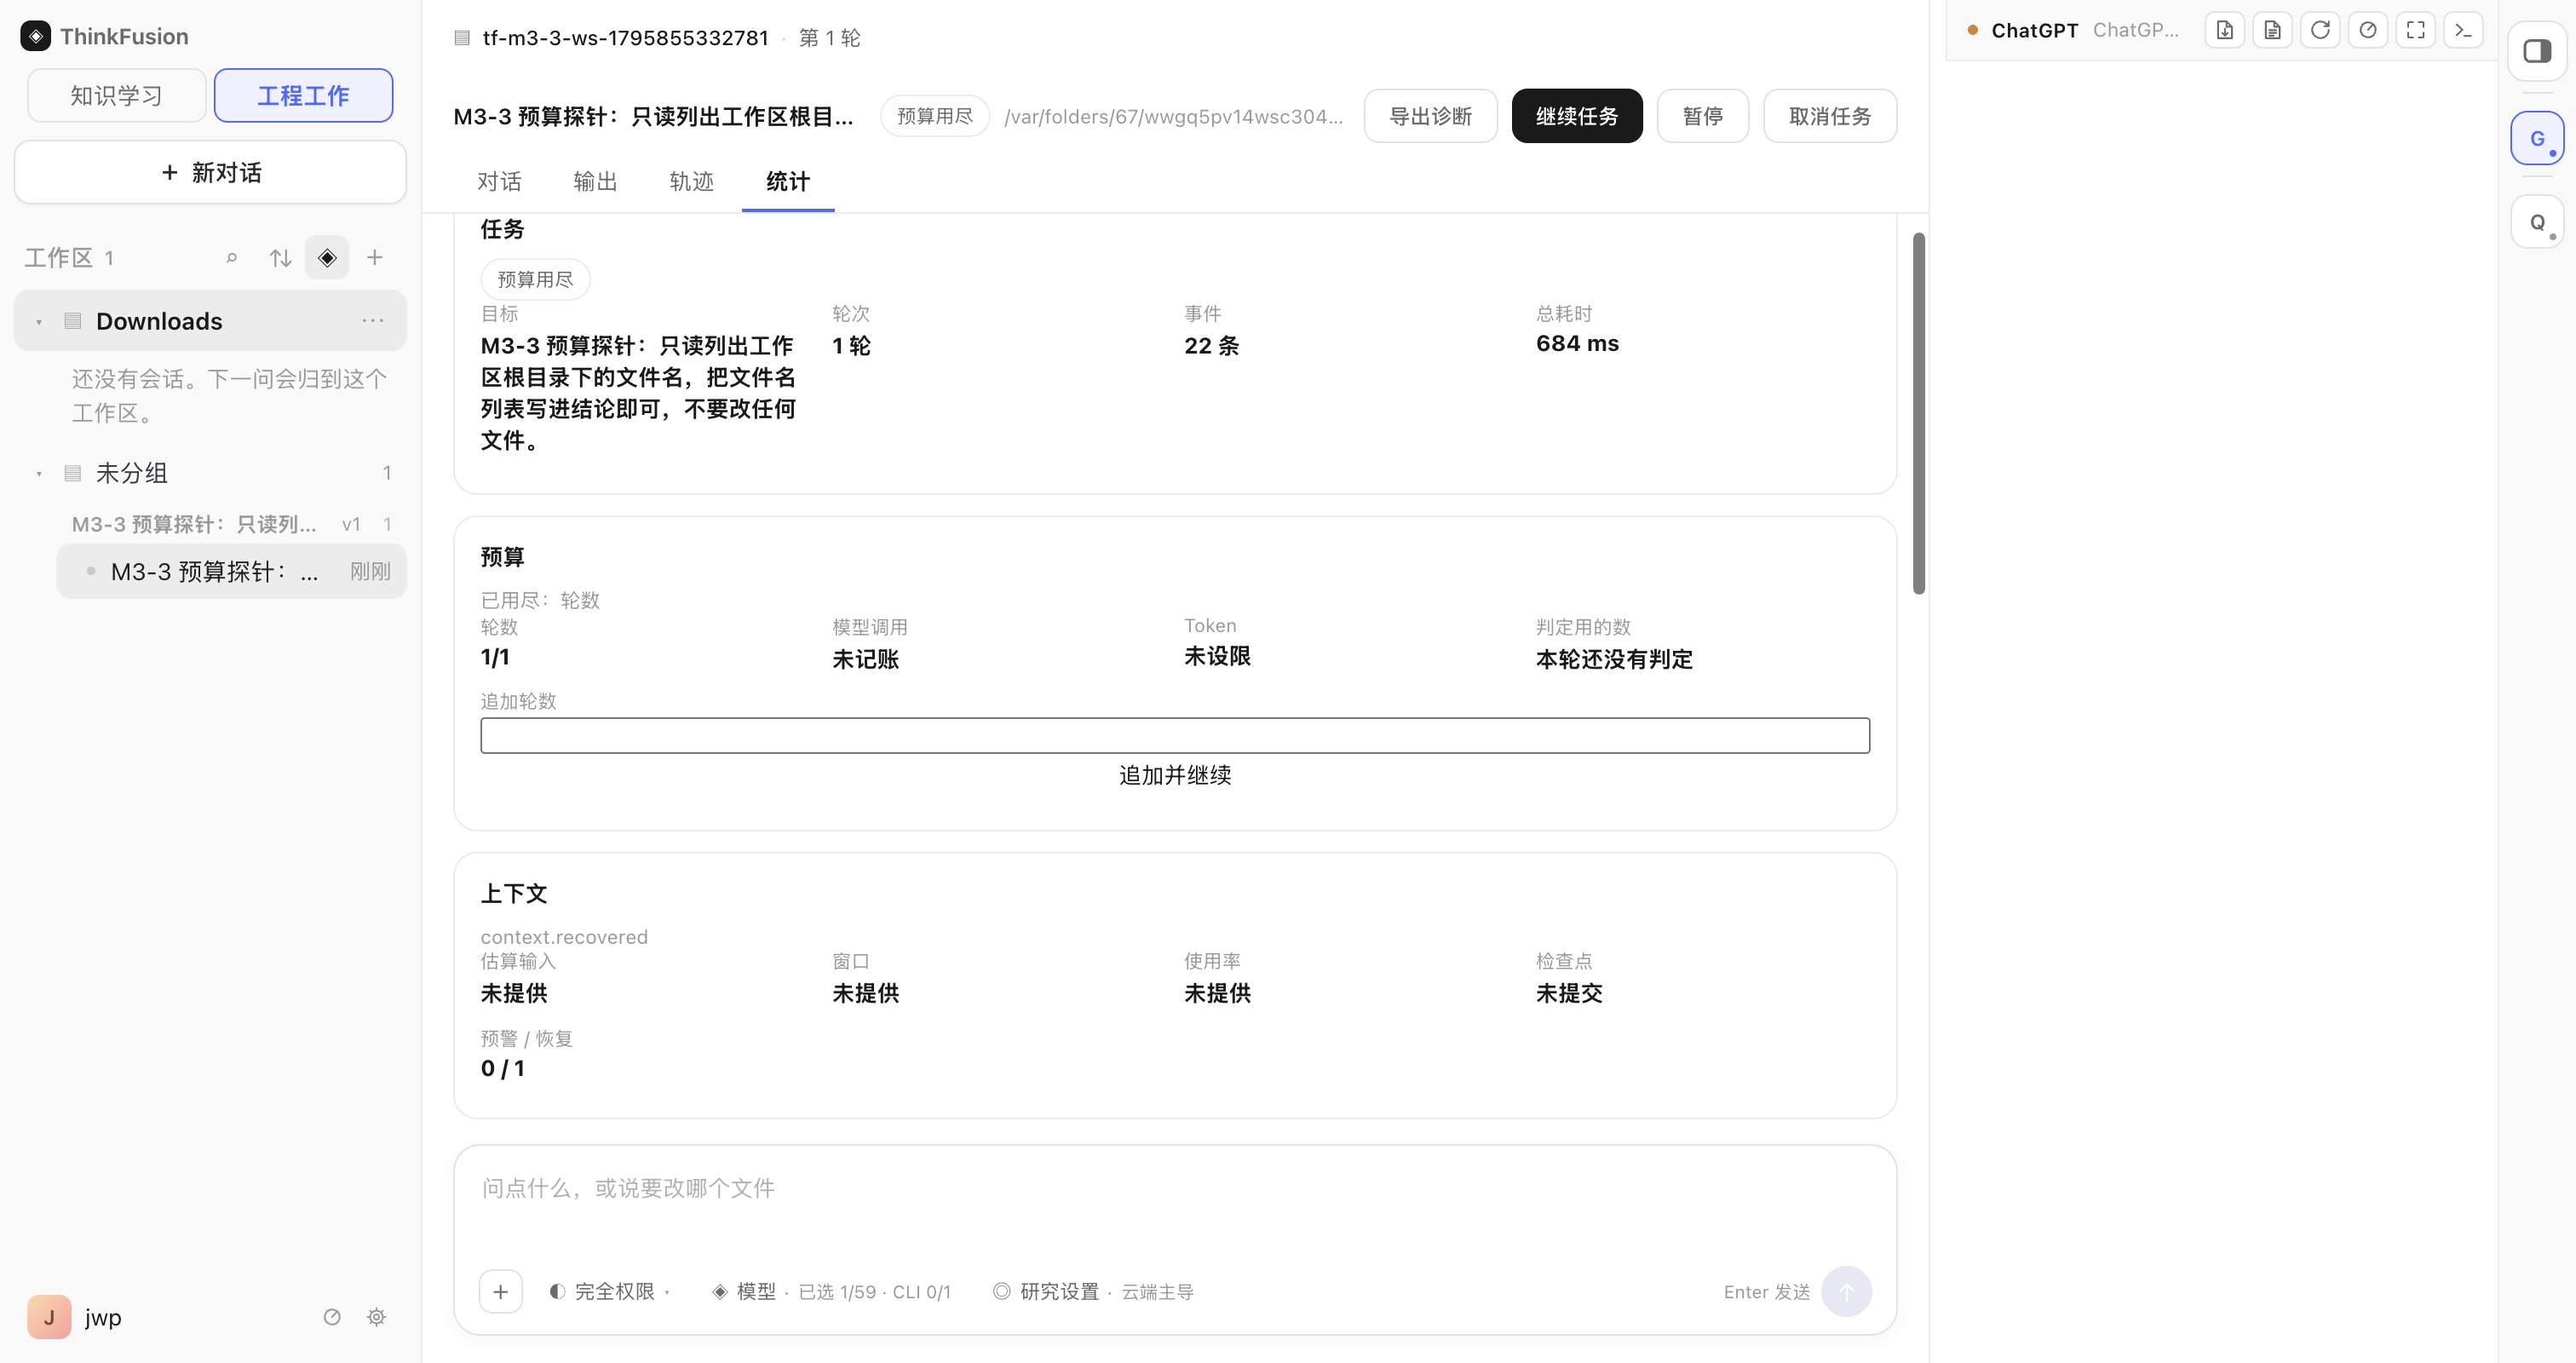 ThinkFusion
知识学习
工程工作
+ 新对话
工作区 1
Downloads
还没有会话。下一问会归到这个
工作区。
未分组 1
M3-3 预算探针：只读列... v1 1
M3-3 预算探针：... 刚刚
J jwp
tf-m3-3-ws-1795855332781 · 第 1 轮
M3-3 预算探针：只读列出工作区根目... 预算用尽 /var/folders/67/wwgq5pv14wsc304... 导出诊断 继续任务 暂停 取消任务
对话 输出 轨迹 统计
任务
预算用尽
目标 轮次 事件 总耗时
M3-3 预算探针：只读列出工作 1 轮 22 条 684 ms
区根目录下的文件名，把文件名
列表写进结论即可，不要改任何
文件。
预算
已用尽：轮数
轮数 模型调用 Token 判定用的数
1/1 未记账 未设限 本轮还没有判定
追加轮数
追加并继续
上下文
context.recovered
估算输入 窗口 使用率 检查点
未提供 未提供 未提供 未提交
预警 / 恢复
0 / 1
问点什么，或说要改哪个文件
+ 完全权限 模型 · 已选 1/59 · CLI 0/1 研究设置 · 云端主导 Enter 发送
ChatGPT ChatGP...
G
Q